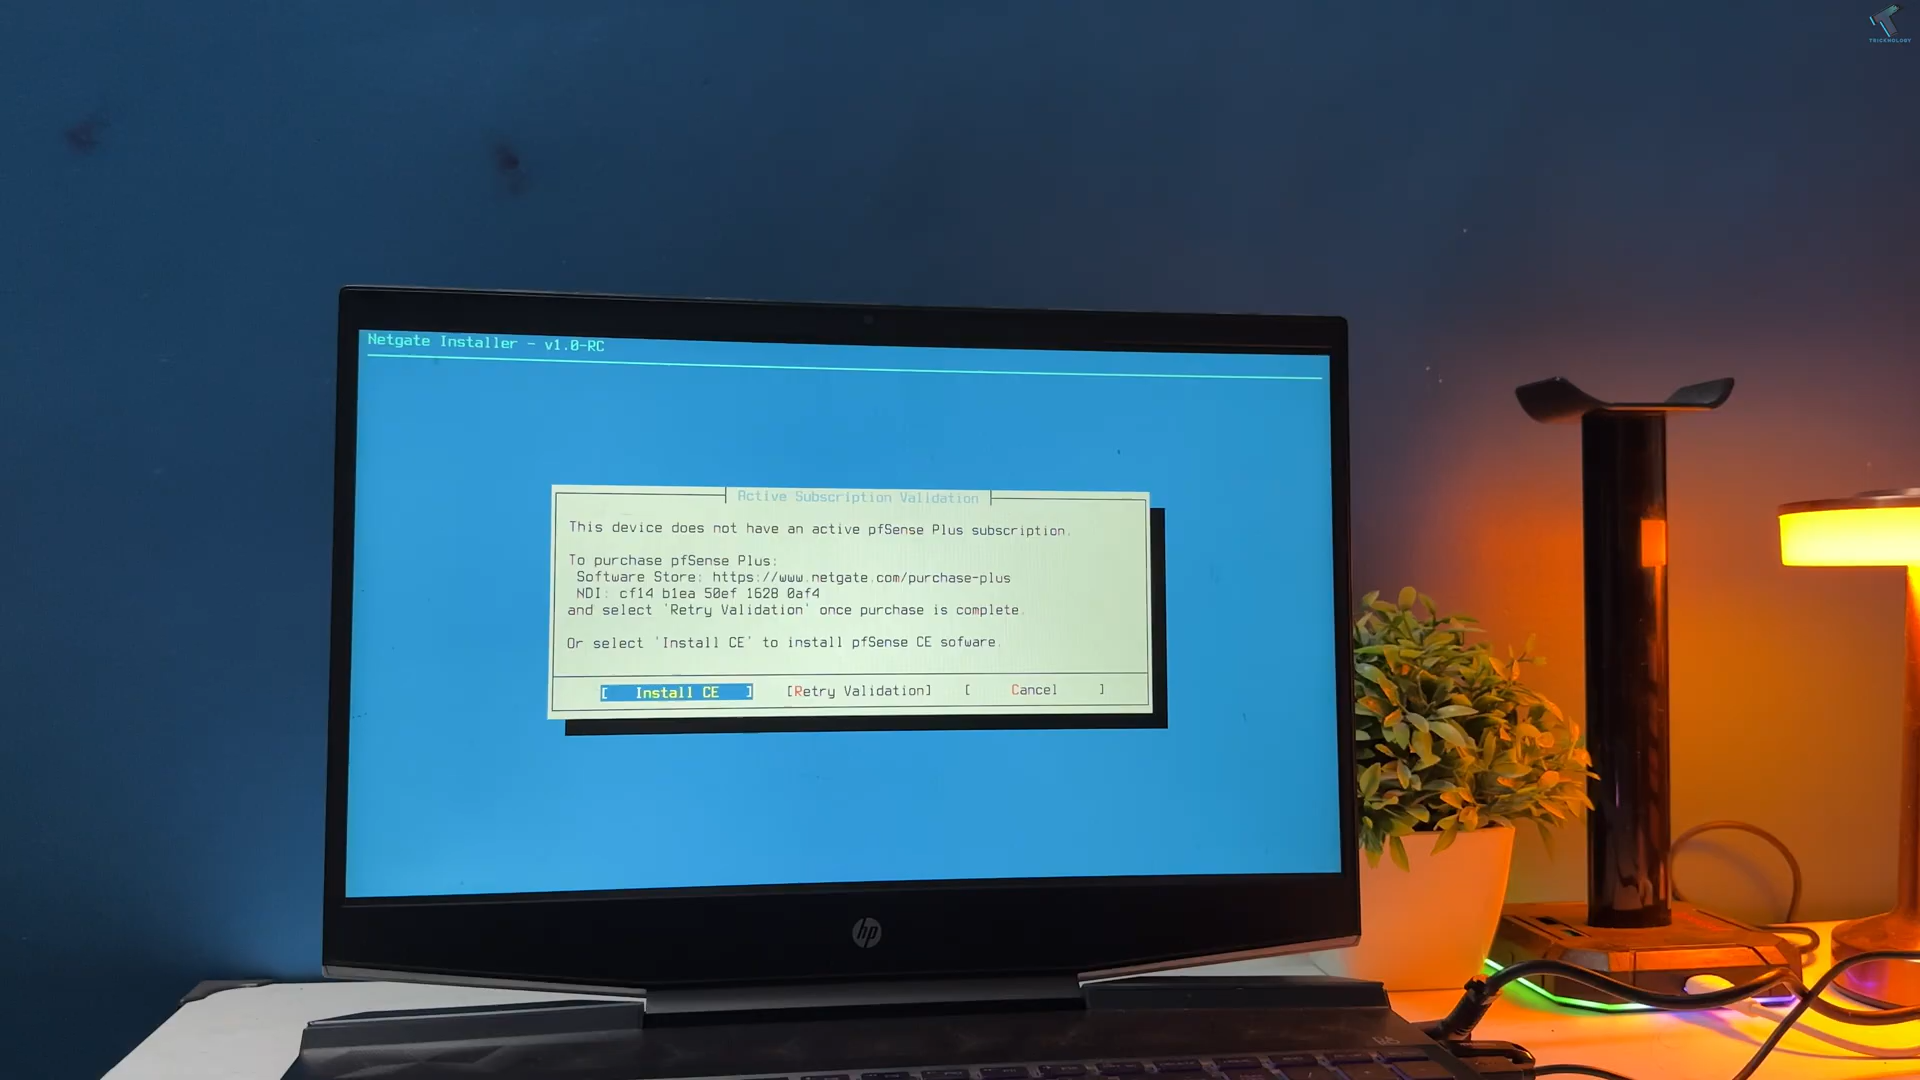 TRICKNOLOGY
Netgate Installer - v1.0-RC
Active Subscription Validation
This device does not have an active pfSense Plus subscription.
To purchase pfSense Plus:
Software Store: https://www.netgate.com/purchase-plus
NDI: cf14 b1ea 50ef 1628 0af4
and select 'Retry Validation' once purchase is complete.
Or select 'Install CE' to install pfSense CE sofware.
[ Install CE ] [Retry Validation] [ Cancel ]
hp